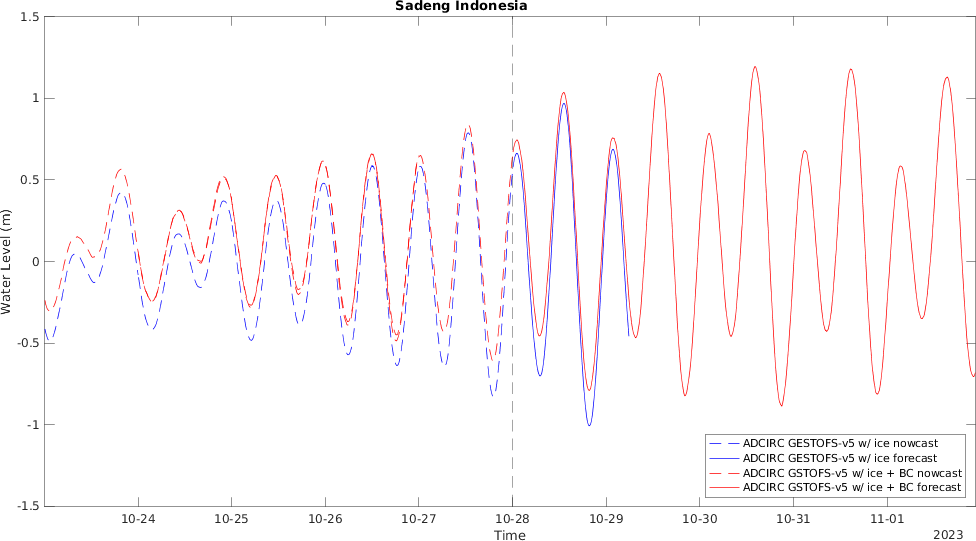 Sadeng Indonesia
1.5
1
0.5
0
-0.5
-1
-1.5
Water Level (m)
ADCIRC GESTOFS-v5 w/ ice nowcast
ADCIRC GESTOFS-v5 w/ ice forecast
ADCIRC GSTOFS-v5 w/ ice + BC nowcast
ADCIRC GSTOFS-v5 w/ ice + BC forecast
10-24 10-25 10-26 10-27 10-28 10-29 10-30 10-31 11-01
Time
2023